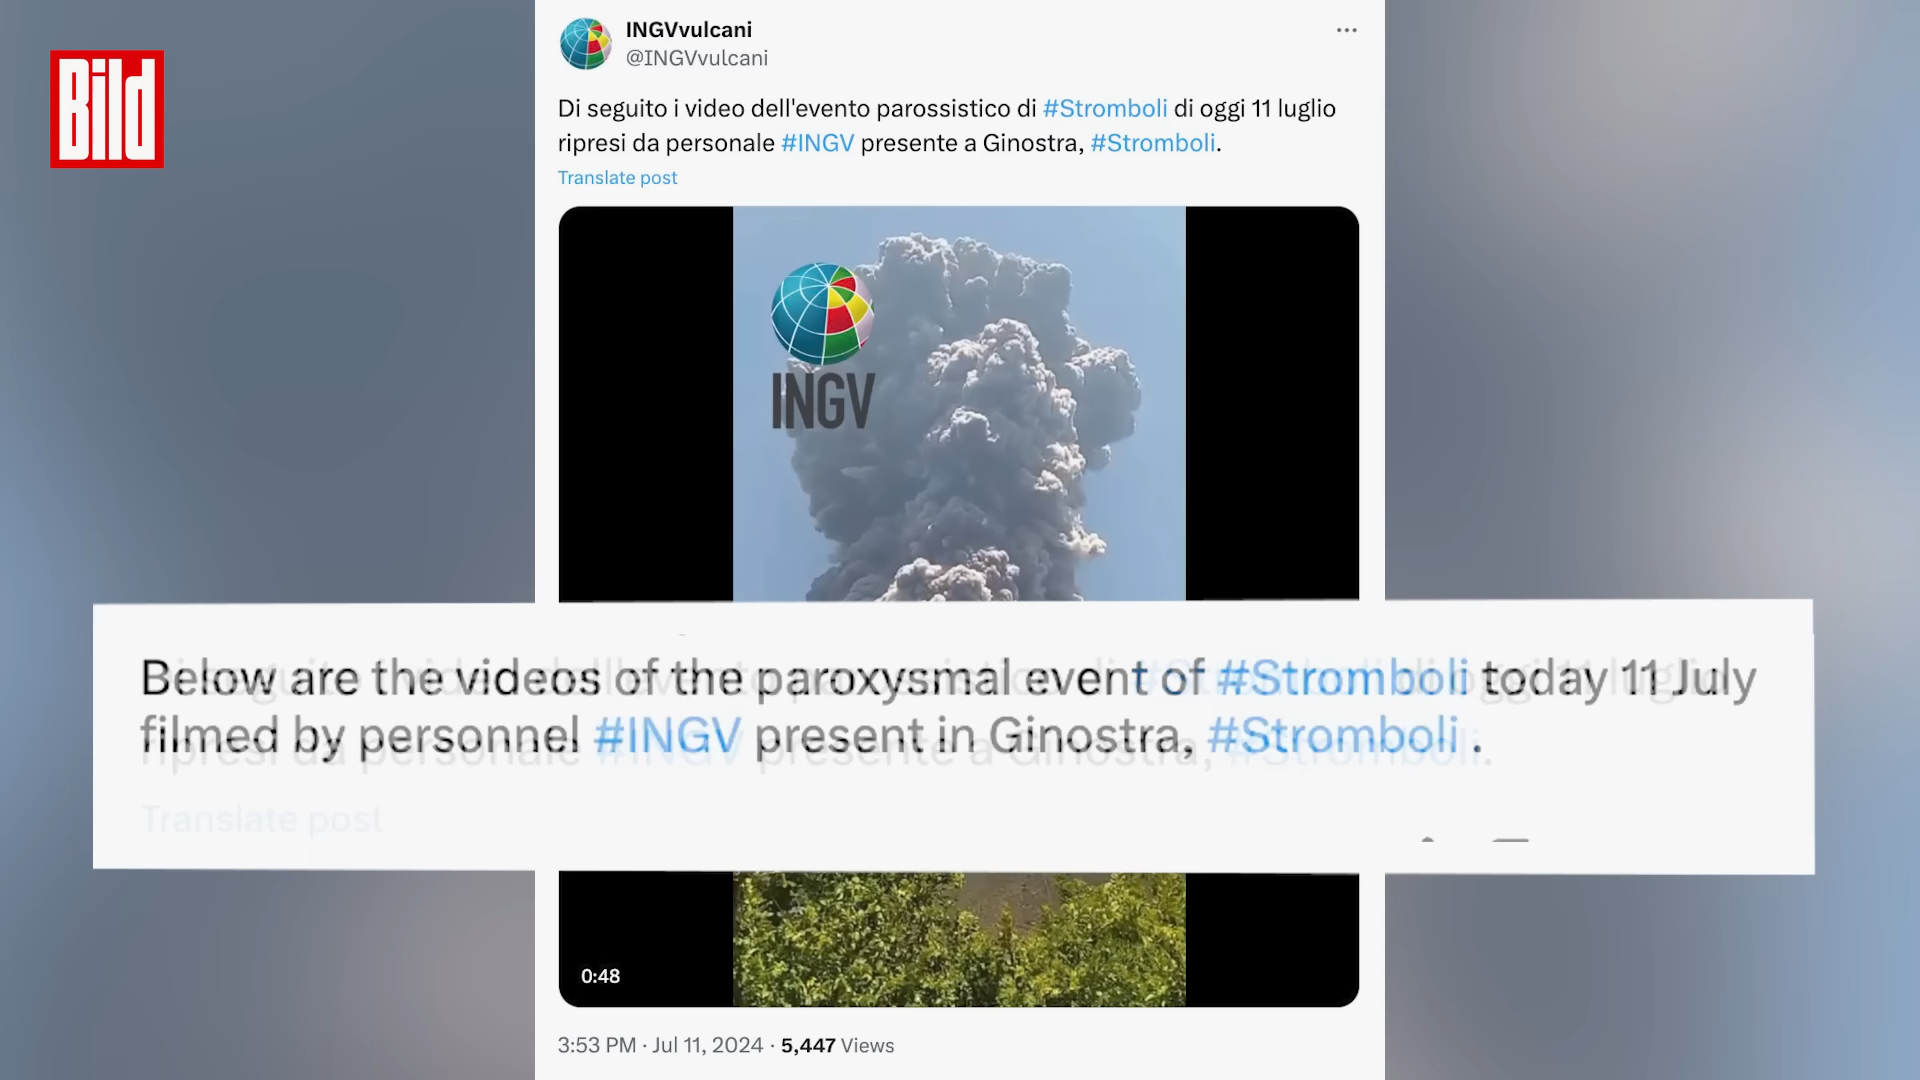 Bild
INGVvulcani
@INGVvulcani
Di seguito i video dell'evento parossistico di #Stromboli di oggi 11 luglio
ripresi da personale #INGV presente a Ginostra, #Stromboli.
Translate post
INGV
Below are the videos of the paroxysmal event of #Stromboli today 11 July
filmed by personnel #INGV present in Ginostra, #Stromboli .
Translate post
0:48
3:53 PM · Jul 11, 2024 · 5,447 Views